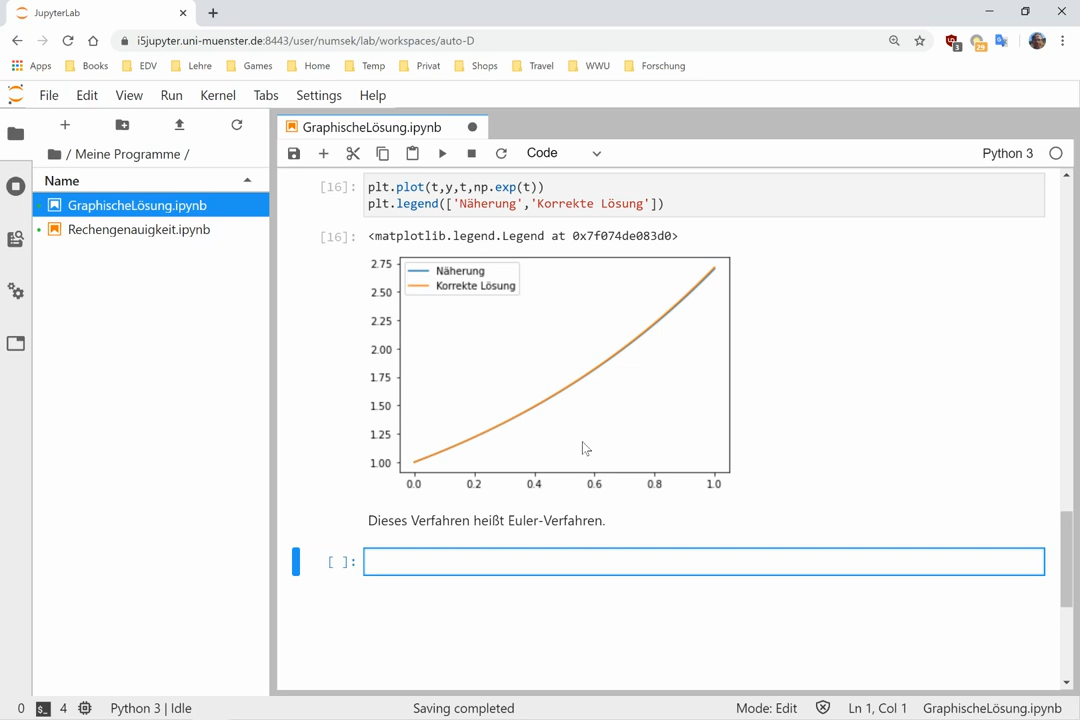 JupyterLab
i5jupyter.uni-muenster.de:8443/user/numsek/lab/workspaces/auto-D
3
29
Apps Books EDV Lehre Games Home Temp Privat Shops Travel WWU Forschung
File Edit View Run Kernel Tabs Settings Help
GraphischeLösung.ipynb
/ Meine Programme /
Code
Python 3
Name
GraphischeLösung.ipynb
Rechengenauigkeit.ipynb
[16]: plt.plot(t,y,t,np.exp(t))
plt.legend(['Näherung','Korrekte Lösung'])
[16]: <matplotlib.legend.Legend at 0x7f074de083d0>
Näherung
Korrekte Lösung
2.75
2.50
2.25
2.00
1.75
1.50
1.25
1.00
0.0 0.2 0.4 0.6 0.8 1.0
Dieses Verfahren heißt Euler-Verfahren.
[ ]:
0 $_ 4 Python 3 | Idle Saving completed Mode: Edit Ln 1, Col 1 GraphischeLösung.ipynb